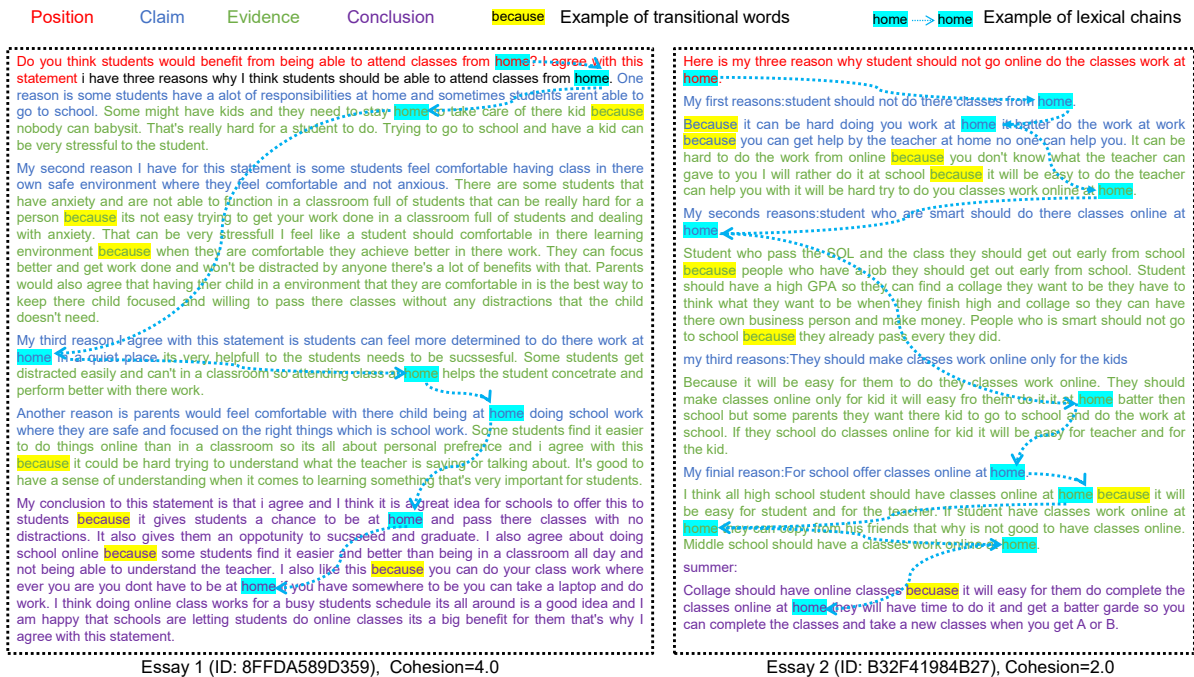 Position Claim Evidence Conclusion because Example of transitional words home home Example of lexical chains
Do you think students would benefit from being able to attend classes from home? I agree with this
statement i have three reasons why I think students should be able to attend classes from home. One
reason is some students have a alot of responsibilities at home and sometimes students arent able to
go to school. Some might have kids and they need to stay home to take care of there kid because
nobody can babysit. That's really hard for a student to do. Trying to go to school and have a kid can
be very stressful to the student.
My second reason I have for this statement is some students feel comfortable having class in there
own safe environment where they feel comfortable and not anxious. There are some students that
have anxiety and are not able to function in a classroom full of students that can be really hard for a
person because its not easy trying to get your work done in a classroom full of students and dealing
with anxiety. That can be very stressfull I feel like a student should comfortable in there learning
environment because when they are comfortable they achieve better in there work. They can focus
better and get work done and won't be distracted by anyone there's a lot of benefits with that. Parents
would also agree that having ther child in a environment that they are comfortable in is the best way to
keep there child focused and willing to pass there classes without any distractions that the child
doesn't need.
My third reason I agree with this statement is students can feel more determined to do there work at
home in a quiet place its very helpfull to the students needs to be sucssesful. Some students get
distracted easily and can't in a classroom so attending class at home helps the student concetrate and
perform better with there work.
Another reason is parents would feel comfortable with there child being at home doing school work
where they are safe and focused on the right things which is school work. Some students find it easier
to do things online than in a classroom so its all about personal prefrence and i agree with this
because it could be hard trying to understand what the teacher is saying or talking about. It's good to
have a sense of understanding when it comes to learning something that's very important for students.
My conclusion to this statement is that i agree and I think it is a great idea for schools to offer this to
students because it gives students a chance to be at home and pass there classes with no
distractions. It also gives them an oppotunity to succeed and graduate. I also agree about doing
school online because some students find it easier and better than being in a classroom all day and
not being able to understand the teacher. I also like this because you can do your class work where
ever you are you dont have to be at home if you have somewhere to be you can take a laptop and do
work. I think doing online class works for a busy students schedule its all around is a good idea and I
am happy that schools are letting students do online classes its a big benefit for them that's why I
agree with this statement.
Essay 1 (ID: 8FFDA589D359), Cohesion=4.0
Here is my three reason why student should not go online do the classes work at
home.
My first reasons:student should not do there classes from home.
Because it can be hard doing you work at home it batter do the work at work
because you can get help by the teacher at home no one can help you. It can be
hard to do the work from online because you don't know what the teacher can
gave to you I will rather do it at school because it will be easy to do the teacher
can help you with it will be hard try to do you classes work online at home.
My seconds reasons:student who are smart should do there classes online at
home.
Student who pass the SOL and the class they should get out early from school
because people who have a job they should get out early from school. Student
should have a high GPA so they can find a collage they want to be they have to
think what they want to be when they finish high and collage so they can have
there own business person and make money. People who is smart should not go
to school because they already pass every they did.
my third reasons:They should make classes work online only for the kids
Because it will be easy for them to do they classes work online. They should
make classes online only for kid it will easy fro them do it it at home batter then
school but some parents they want there kid to go to school and do the work at
school. If they school do classes online for kid it will be easy for teacher and for
the kid.
My finial reason:For school offer classes online at home.
I think all high school student should have classes online at home because it will
be easy for student and for the teacher. If student have classes work online at
home they can copy from this friends that why is not good to have classes online.
Middle school should have a classes work online at home.
summer:
Collage should have online classes becuase it will easy for them do complete the
classes online at home they will have time to do it and get a batter garde so you
can complete the classes and take a new classes when you get A or B.
Essay 2 (ID: B32F41984B27), Cohesion=2.0